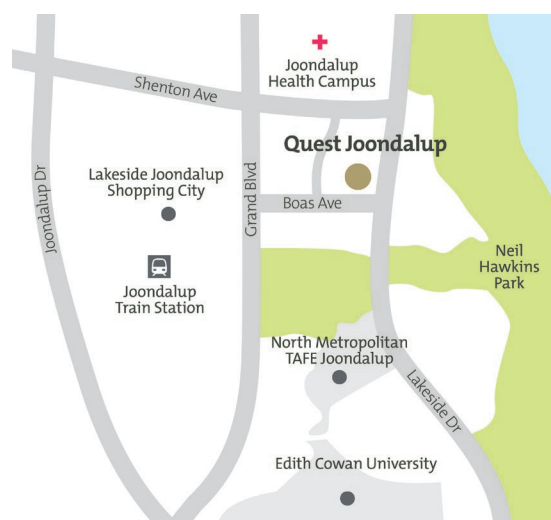 Joondalup
Health Campus
Shenton Ave
Quest Joondalup
Lakeside Joondalup
Shopping City
Joondalup Dr
Grand Blvd
Boas Ave
Neil
Hawkins
Park
Joondalup
Train Station
North Metropolitan
TAFE Joondalup
Lakeside Dr
Edith Cowan University